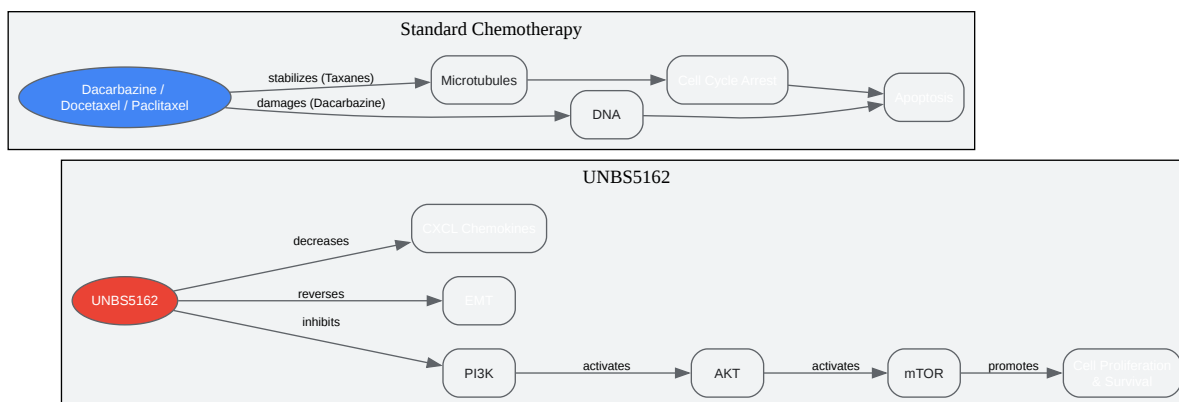 Standard Chemotherapy
Dacarbazine /
Docetaxel / Paclitaxel
stabilizes (Taxanes)
damages (Dacarbazine)
Microtubules
DNA
Cell Cycle Arrest
Apoptosis
UNBS5162
UNBS5162
decreases
reverses
inhibits
CXCL Chemokines
EMT
PI3K
activates
AKT
activates
mTOR
promotes
Cell Proliferation
& Survival